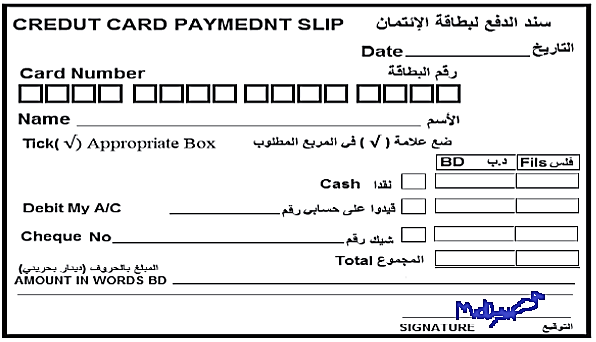 CREDUT CARD PAYMEDNT SLIP سند الدفع لبطاقة الإئتمان
Date التاريخ
Card Number رقم البطاقة
Name الأسم
Tick( √) Appropriate Box ضع علامة ( √ ) في المربع المطلوب
BD د.ب Fils فلس
Cash نقدا
Debit My A/C قيدوا على حسابي رقم
Cheque No شيك رقم
Total المجموع
المبلغ بالحروف (دينار بحريني)
AMOUNT IN WORDS BD
SIGNATURE التوقيع